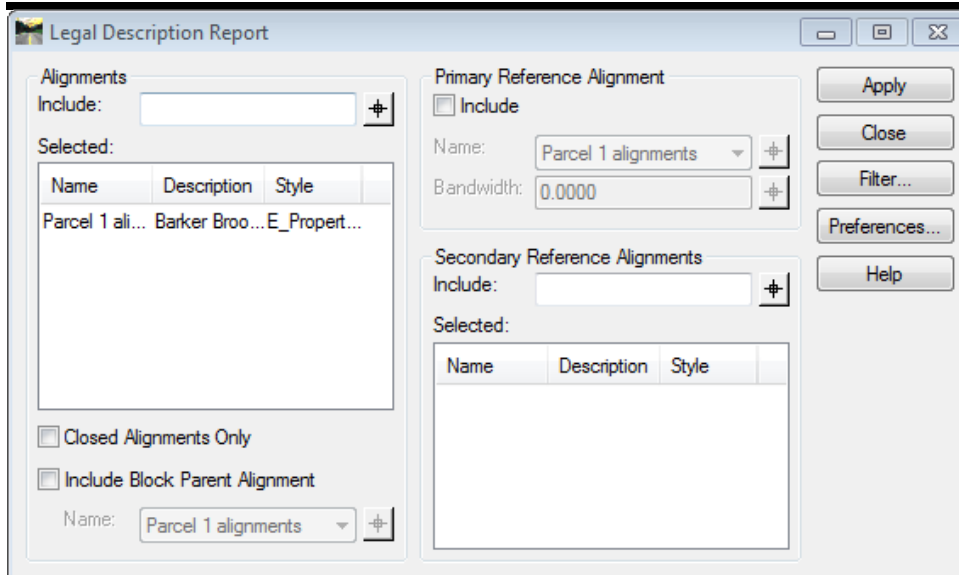 Legal Description Report
Alignments
Include:
Selected:
Name Description Style
Parcel 1 ali... Barker Broo... E_Propert...
Closed Alignments Only
Include Block Parent Alignment
Name: Parcel 1 alignments
Primary Reference Alignment
Include
Name: Parcel 1 alignments
Bandwidth: 0.0000
Secondary Reference Alignments
Include:
Selected:
Name Description Style
Apply
Close
Filter...
Preferences...
Help